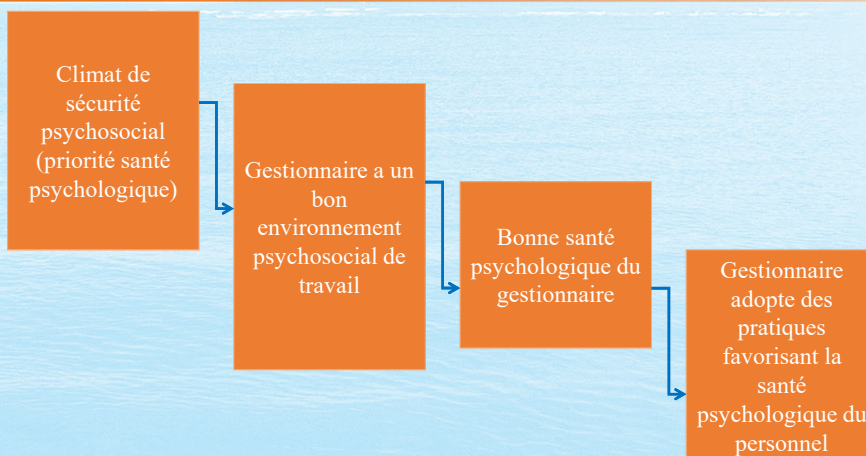 Climat de
sécurité
psychosocial
(priorité santé
psychologique)
Gestionnaire a un
bon
environnement
psychosocial de
travail
Bonne santé
psychologique du
gestionnaire
Gestionnaire
adopte des
pratiques
favorisant la
santé
psychologique du
personnel